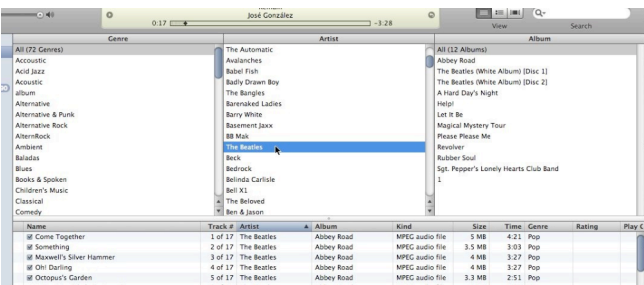 José González
0:17
-3:28
View
Search
Genre
Artist
Album
All (72 Genres)
Accoustic
Acid Jazz
Acoustic
album
Alternative
Alternative & Punk
Alternative Rock
AlternRock
Ambient
Baladas
Blues
Books & Spoken
Children's Music
Classical
Comedy
The Automatic
Avalanches
Babel Fish
Badly Drawn Boy
The Bangles
Barenaked Ladies
Barry White
Basement Jaxx
BB Mak
The Beatles
Beck
Bedrock
Belinda Carlisle
Bell X1
The Beloved
Ben & Jason
All (12 Albums)
Abbey Road
The Beatles (White Album) [Disc 1]
The Beatles (White Album) [Disc 2]
A Hard Day's Night
Help!
Let It Be
Magical Mystery Tour
Please Please Me
Revolver
Rubber Soul
Sgt. Pepper's Lonely Hearts Club Band
1
Name Track # Artist Album Kind Size Time Genre Rating Play C
Come Together 1 of 17 The Beatles Abbey Road MPEG audio file 5 MB 4:21 Pop
Something 2 of 17 The Beatles Abbey Road MPEG audio file 3.5 MB 3:03 Pop
Maxwell's Silver Hammer 3 of 17 The Beatles Abbey Road MPEG audio file 4 MB 3:27 Pop
Oh! Darling 4 of 17 The Beatles Abbey Road MPEG audio file 4 MB 3:27 Pop
Octopus's Garden 5 of 17 The Beatles Abbey Road MPEG audio file 3.3 MB 2:51 Pop